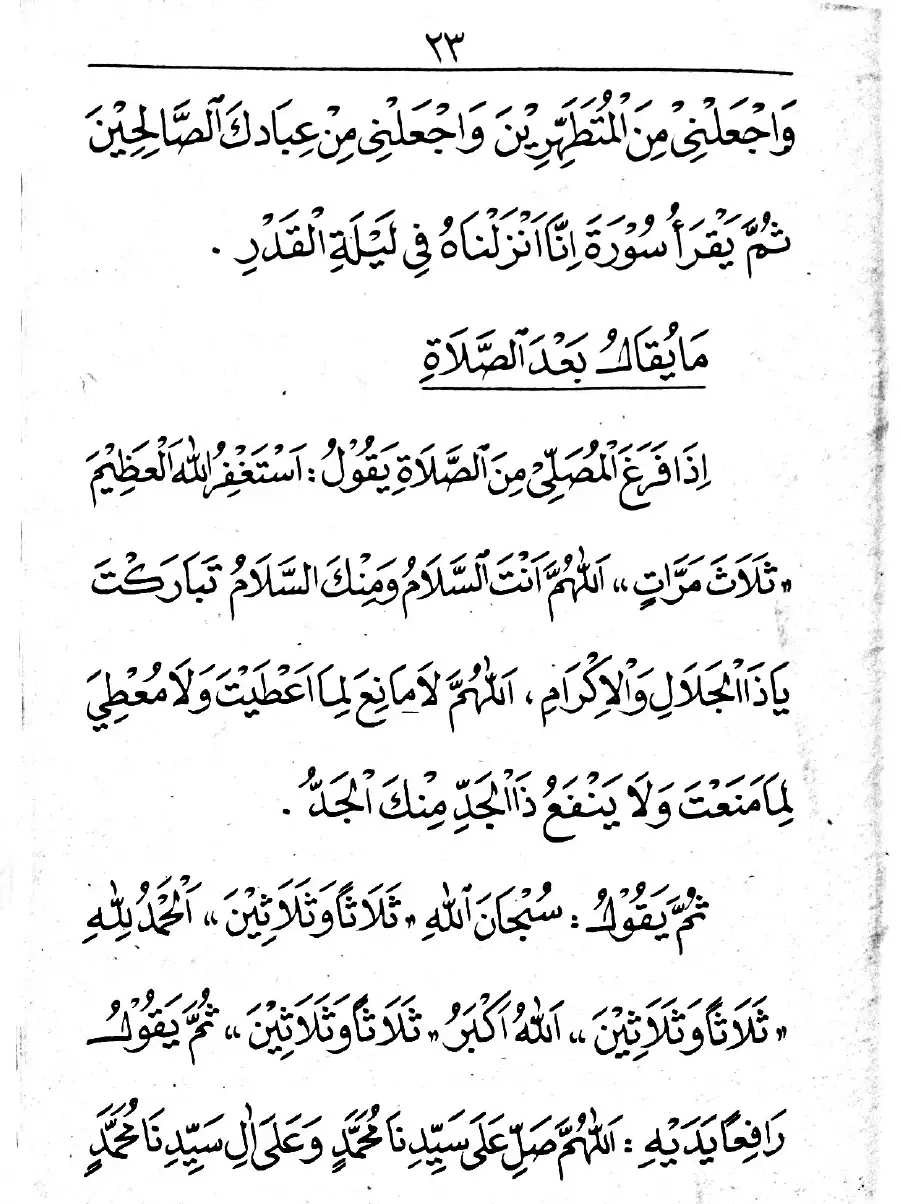 ٢٣
وَاجْعَلْنِىْ مِنَ الْمُتَطَهِّرِيْنَ وَاجْعَلْنِى مِنْ عِبَادِكَ الصَّالِحِيْنَ
ثُمَّ يَقْرَأُ سُوْرَةَ اِنَّا اَنْزَلْنَاهُ فِي لَيْلَةِ الْقَدْرِ .
مَا يُقَالُ بَعْدَ الصَّلَاةِ
اِذَا فَرَغَ الْمُصَلِّىْ مِنَ الصَّلَاةِ يَقُوْلُ : اَسْتَغْفِرُ اللهَ الْعَظِيْمَ
« ثَلَاثَ مَرَّاتٍ » اَللّٰهُمَّ اَنْتَ السَّلَامُ وَمِنْكَ السَّلَامُ تَبَارَكْتَ
يَاذَا الْجَلَالِ وَالْاِكْرَامِ ، اَللّٰهُمَّ لَا مَانِعَ لِمَا اَعْطَيْتَ وَلَا مُعْطِيَ
لِمَا مَنَعْتَ وَلَا يَنْفَعُ ذَا الْجَدِّ مِنْكَ الْجَدُّ .
ثُمَّ يَقُوْلُ : سُبْحَانَ اللهِ « ثَلَاثًا وَثَلَاثِيْنَ » اَلْحَمْدُ لِلّٰهِ
« ثَلَاثًا وَثَلَاثِيْنَ » اَللهُ اَكْبَرُ « ثَلَاثًا وَثَلَاثِيْنَ » ثُمَّ يَقُوْلُ
رَافِعًا يَدَيْهِ : اَللّٰهُمَّ صَلِّ عَلَى سَيِّدِنَا مُحَمَّدٍ وَعَلَى اٰلِ سَيِّدِنَا مُحَمَّدٍ